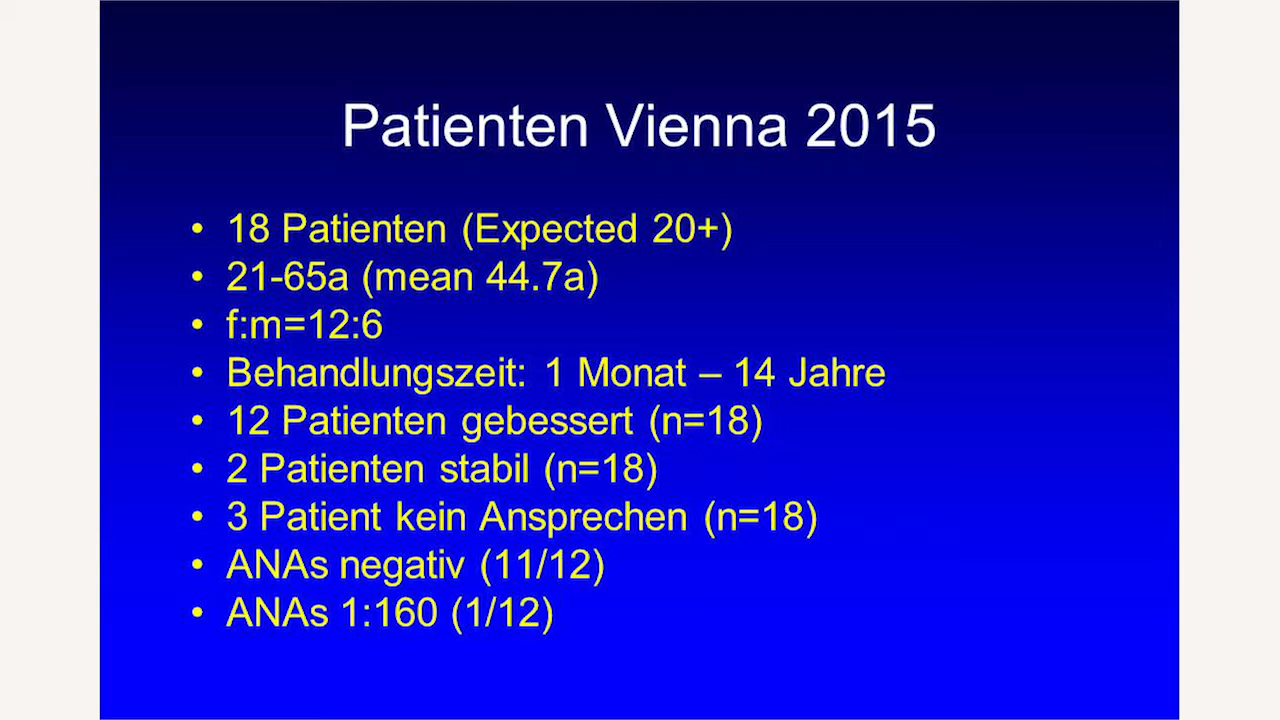 Patienten Vienna 2015
• 18 Patienten (Expected 20+)
• 21-65a (mean 44.7a)
• f:m=12:6
• Behandlungszeit: 1 Monat – 14 Jahre
• 12 Patienten gebessert (n=18)
• 2 Patienten stabil (n=18)
• 3 Patient kein Ansprechen (n=18)
• ANAs negativ (11/12)
• ANAs 1:160 (1/12)